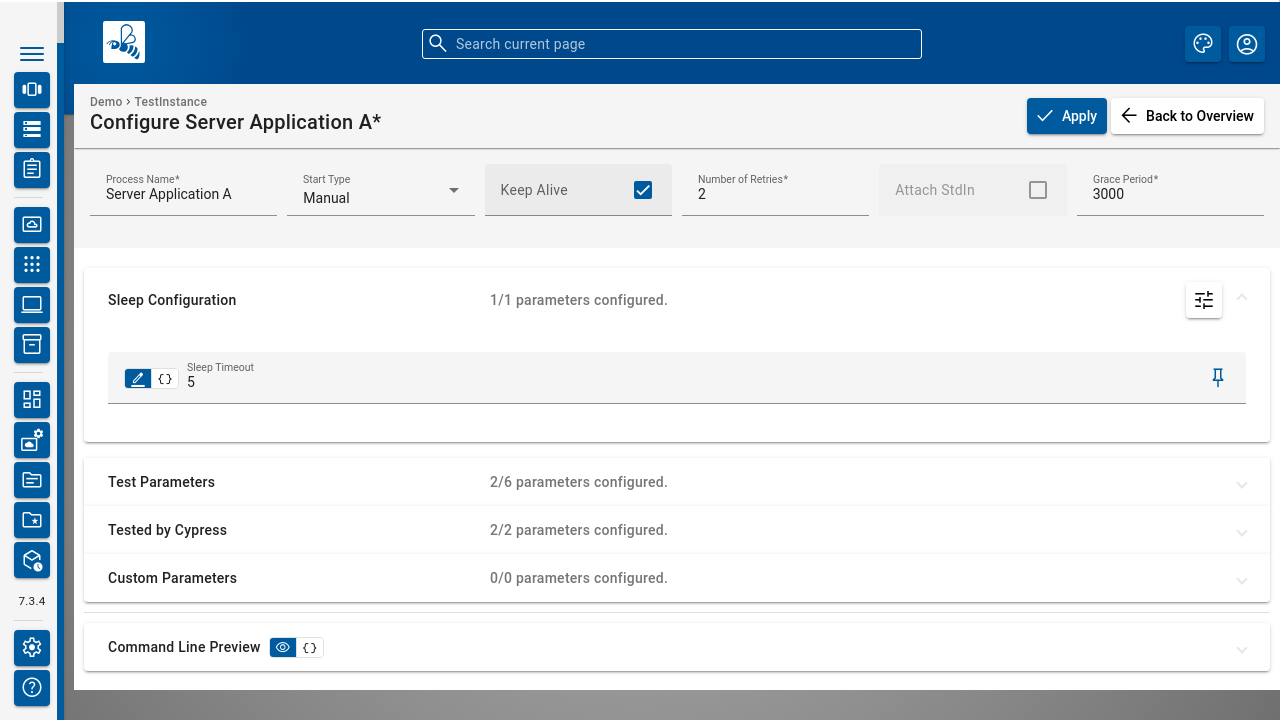 Search current page
Demo › TestInstance
Configure Server Application A*
Apply
Back to Overview
Process Name*
Server Application A
Start Type
Manual
Keep Alive
Number of Retries*
2
Attach StdIn
Grace Period*
3000
Sleep Configuration
1/1 parameters configured.
{}
Sleep Timeout
5
Test Parameters
2/6 parameters configured.
Tested by Cypress
2/2 parameters configured.
Custom Parameters
0/0 parameters configured.
Command Line Preview
{}
7.3.4